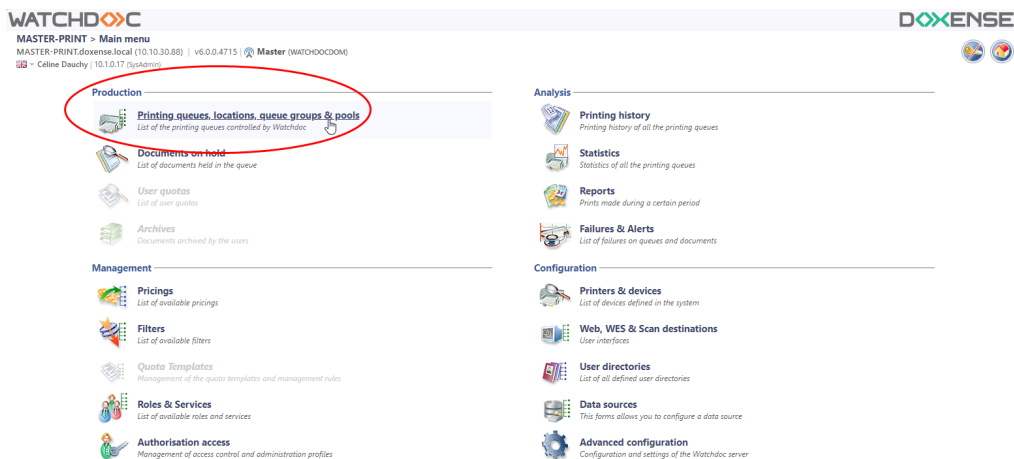 WATCHDOC
DOXENSE
MASTER-PRINT > Main menu
MASTER-PRINT.doxense.local (10.10.30.88) | v6.0.0.4715 | Master (WATCHDOCDOM)
Céline Dauchy | 10.1.0.17 (SysAdmin)
Production
Printing queues, locations, queue groups & pools
List of the printing queues controlled by Watchdoc
Documents on hold
List of documents held in the queue
User quotas
List of user quotas
Archives
Documents archived by the users
Analysis
Printing history
Printing history of all the printing queues
Statistics
Statistics of all the printing queues
Reports
Prints made during a certain period
Failures & Alerts
List of failures on queues and documents
Management
Pricings
List of available pricings
Filters
List of available filters
Quota Templates
Management of the quota templates and management rules
Roles & Services
List of available roles and services
Authorisation access
Management of access control and administration profiles
Configuration
Printers & devices
List of devices defined in the system
Web, WES & Scan destinations
User interfaces
User directories
List of all defined user directories
Data sources
This forms allows you to configure a data source
Advanced configuration
Configuration and settings of the Watchdoc server